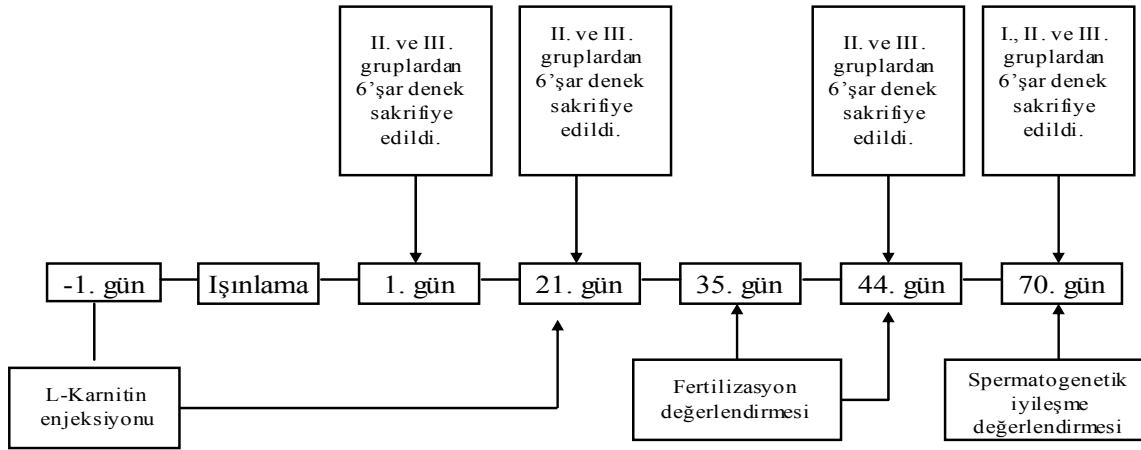 II. ve III.
gruplardan
6’şar denek
sakrifiye
edildi.
II. ve III.
gruplardan
6’şar denek
sakrifiye
edildi.
II. ve III.
gruplardan
6’şar denek
sakrifiye
edildi.
I., II. ve III.
gruplardan
6’şar denek
sakrifiye
edildi.
-1. gün
Işınlama
1. gün
21. gün
35. gün
44. gün
70. gün
L-Karnitin
enjeksiyonu
Fertilizasyon
değerlendirmesi
Spermatogenetik
iyileşme
değerlendirmesi